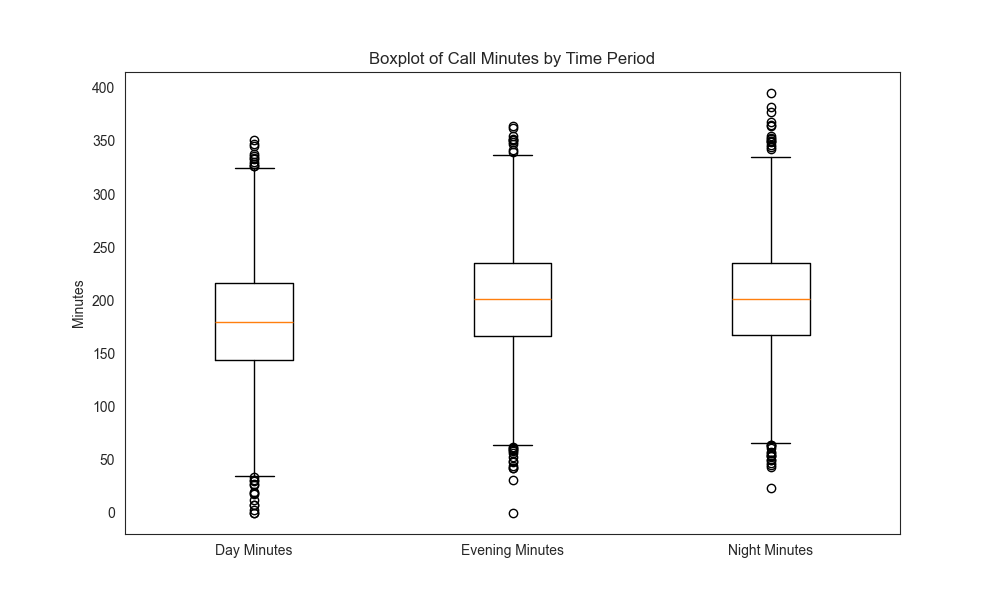 Boxplot of Call Minutes by Time Period
Minutes
400
350
300
250
200
150
100
50
0
Day Minutes
Evening Minutes
Night Minutes